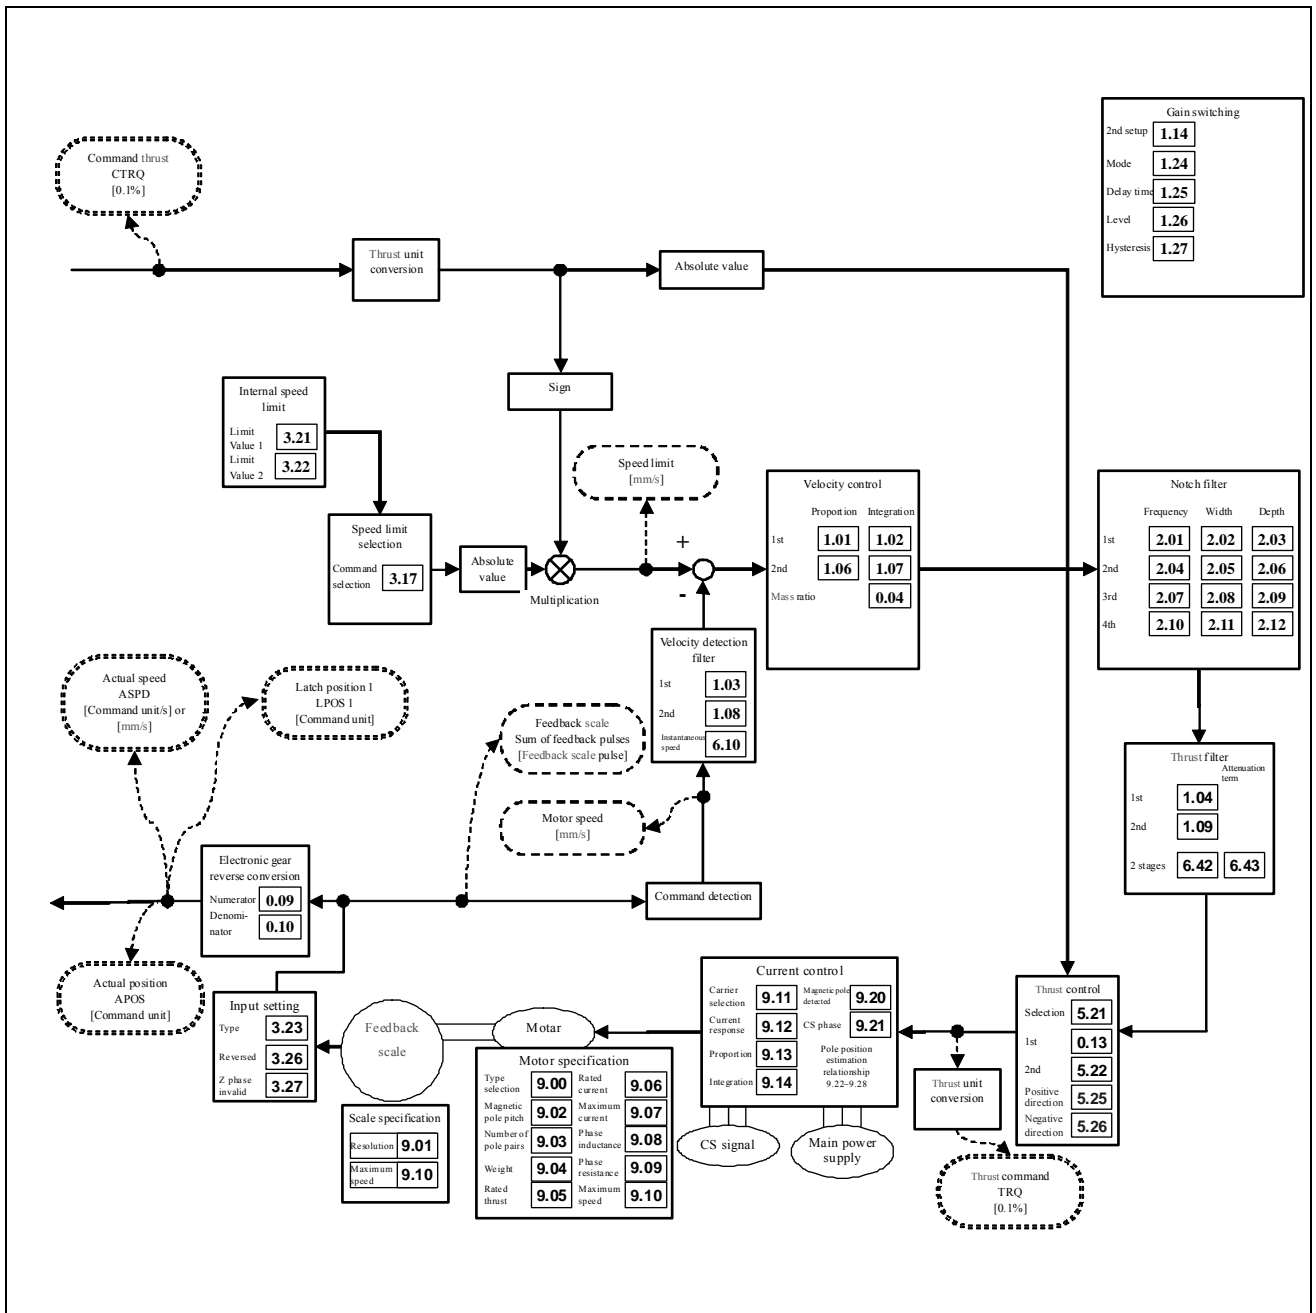 Gain switching
2nd setup 1.14
Mode 1.24
Delay time 1.25
Level 1.26
Hysteresis 1.27
Command thrust
CTRQ
[0.1%]
Thrust unit
conversion
Absolute value
Sign
Internal speed
limit
Limit
Value 1 3.21
Limit
Value 2 3.22
Speed limit
[mm/s]
Speed limit
selection
Command
selection 3.17
Absolute
value
Multiplication
+
-
Velocity control
Proportion Integration
1st 1.01 1.02
2nd 1.06 1.07
Mass ratio 0.04
Notch filter
Frequency Width Depth
1st 2.01 2.02 2.03
2nd 2.04 2.05 2.06
3rd 2.07 2.08 2.09
4th 2.10 2.11 2.12
Velocity detection
filter
1st 1.03
2nd 1.08
Instantaneous
speed 6.10
Actual speed
ASPD
[Command unit/s] or
[mm/s]
Latch position 1
LPOS 1
[Command unit]
Feedback scale
Sum of feedback pulses
[Feedback scale pulse]
Motor speed
[mm/s]
Thrust filter
Attenuation
term
1st 1.04
2nd 1.09
2 stages 6.42 6.43
Electronic gear
reverse conversion
Numerator 0.09
Denomi-
nator 0.10
Command detection
Actual position
APOS
[Command unit]
Input setting
Type 3.23
Reversed 3.26
Z phase
invalid 3.27
Feedback
scale
Motar
Current control
Carrier
selection 9.11
Magnetic pole
detected 9.20
Current
response 9.12
CS phase 9.21
Proportion 9.13
Integration 9.14
Pole position
estimation
relationship
9.22–9.28
Thrust control
Selection 5.21
1st 0.13
2nd 5.22
Positive
direction 5.25
Negative
direction 5.26
Thrust unit
conversion
Scale specification
Resolution 9.01
Maximum
speed 9.10
Motor specification
Type
selection 9.00
Rated
current 9.06
Magnetic
pole pitch 9.02
Maximum
current 9.07
Number of
pole pairs 9.03
Phase
inductance 9.08
Weight 9.04
Phase
resistance 9.09
Rated
thrust 9.05
Maximum
speed 9.10
CS signal
Main power
supply
Thrust command
TRQ
[0.1%]